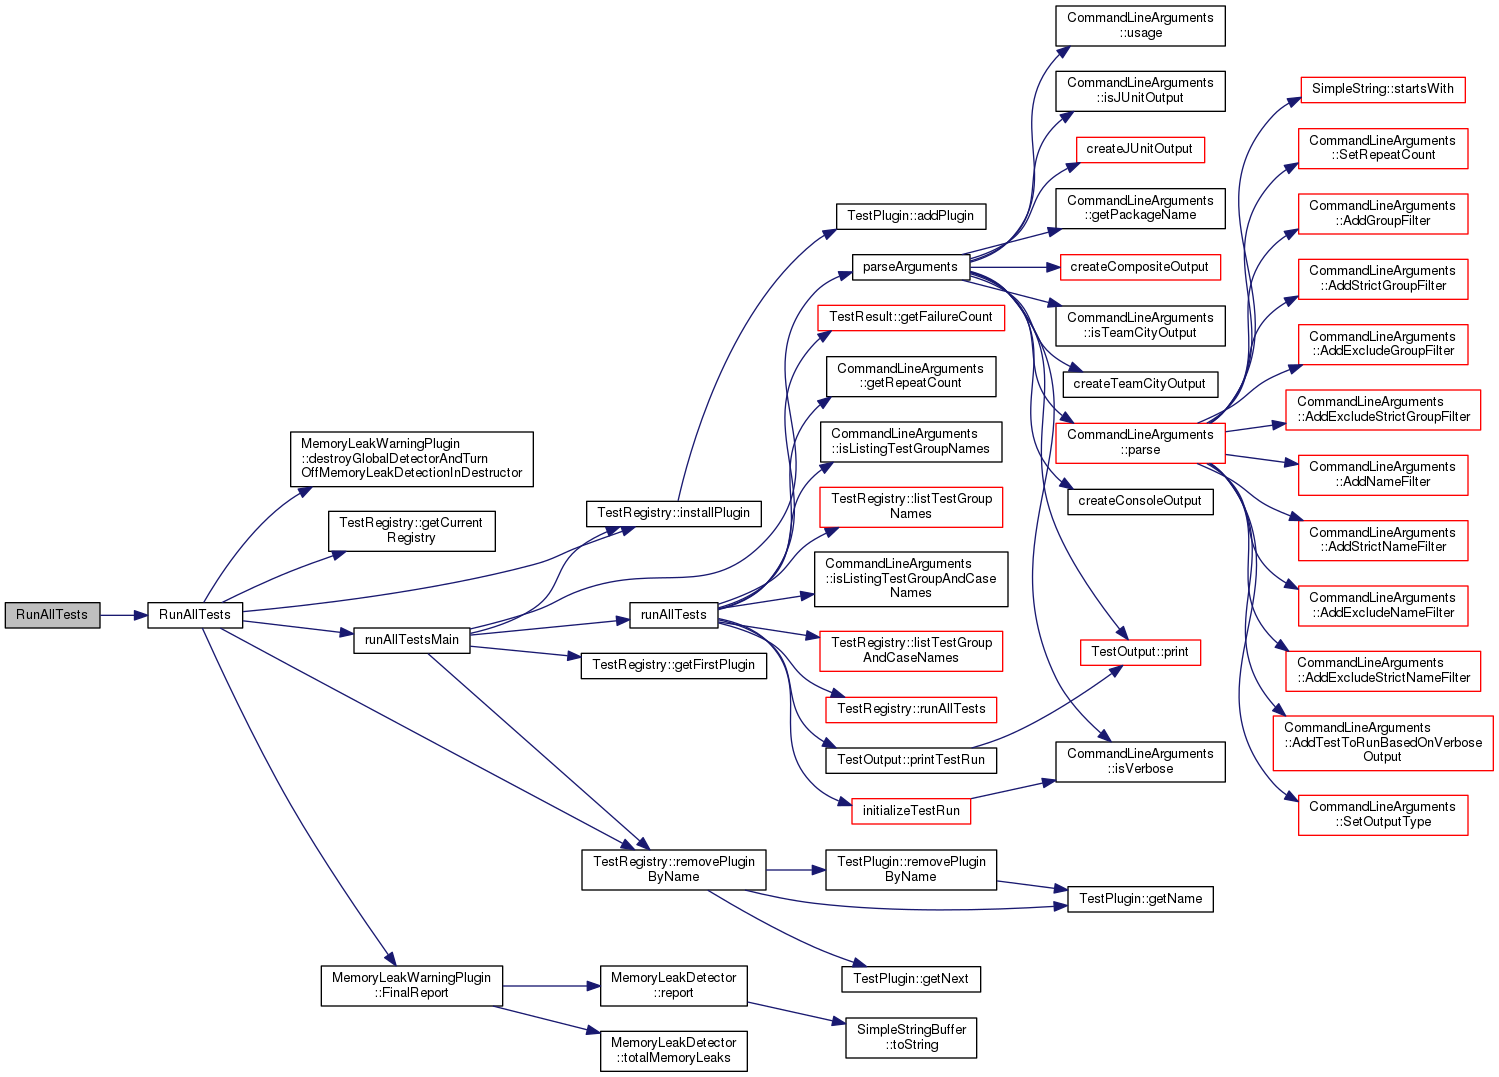 RunAllTests
RunAllTests
MemoryLeakWarningPlugin
::destroyGlobalDetectorAndTurn
OffMemoryLeakDetectionInDestructor
TestRegistry::getCurrent
Registry
runAllTestsMain
MemoryLeakWarningPlugin
::FinalReport
TestRegistry::installPlugin
runAllTests
TestRegistry::getFirstPlugin
TestRegistry::removePlugin
ByName
MemoryLeakDetector
::report
MemoryLeakDetector
::totalMemoryLeaks
TestPlugin::addPlugin
parseArguments
TestResult::getFailureCount
CommandLineArguments
::getRepeatCount
CommandLineArguments
::isListingTestGroupNames
TestRegistry::listTestGroup
Names
CommandLineArguments
::isListingTestGroupAndCase
Names
TestRegistry::listTestGroup
AndCaseNames
TestRegistry::runAllTests
TestOutput::printTestRun
initializeTestRun
TestPlugin::removePlugin
ByName
TestPlugin::getNext
SimpleStringBuffer
::toString
CommandLineArguments
::usage
CommandLineArguments
::isJUnitOutput
createJUnitOutput
CommandLineArguments
::getPackageName
createCompositeOutput
CommandLineArguments
::isTeamCityOutput
createTeamCityOutput
CommandLineArguments
::parse
createConsoleOutput
TestOutput::print
CommandLineArguments
::isVerbose
TestPlugin::getName
SimpleString::startsWith
CommandLineArguments
::SetRepeatCount
CommandLineArguments
::AddGroupFilter
CommandLineArguments
::AddStrictGroupFilter
CommandLineArguments
::AddExcludeGroupFilter
CommandLineArguments
::AddExcludeStrictGroupFilter
CommandLineArguments
::AddNameFilter
CommandLineArguments
::AddStrictNameFilter
CommandLineArguments
::AddExcludeNameFilter
CommandLineArguments
::AddExcludeStrictNameFilter
CommandLineArguments
::AddTestToRunBasedOnVerbose
Output
CommandLineArguments
::SetOutputType